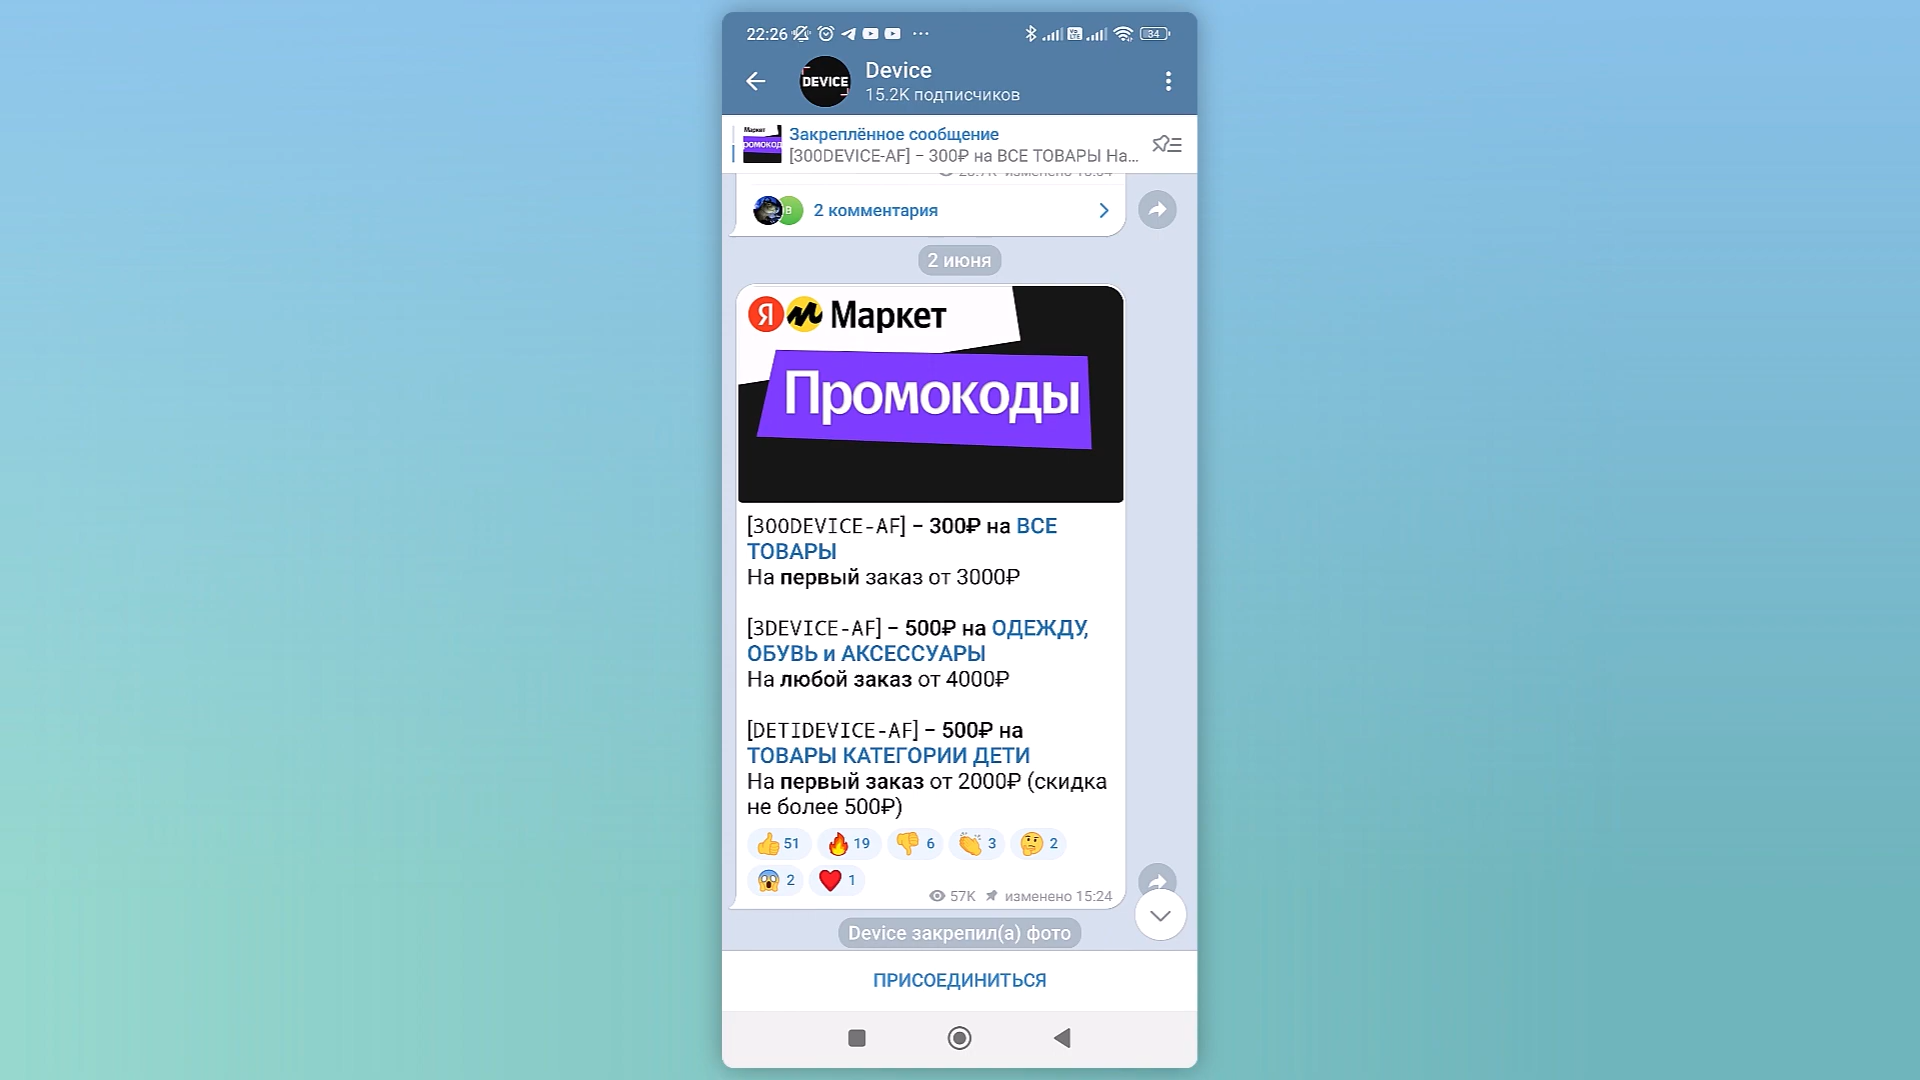 22:26
34
DEVICE
Device
15.2K подписчиков
Маркет
Закреплённое сообщение
[300DEVICE-AF] – 300₽ на ВСЕ ТОВАРЫ На...
2 комментария
2 июня
Я Маркет
Промокоды
[300DEVICE-AF] – 300₽ на ВСЕ
ТОВАРЫ
На первый заказ от 3000₽
[3DEVICE-AF] – 500₽ на ОДЕЖДУ,
ОБУВЬ и АКСЕССУАРЫ
На любой заказ от 4000₽
[DETIDEVICE-AF] – 500₽ на
ТОВАРЫ КАТЕГОРИИ ДЕТИ
На первый заказ от 2000₽ (скидка
не более 500₽)
51 19 6 3 2
2 1
57K изменено 15:24
Device закрепил(а) фото
ПРИСОЕДИНИТЬСЯ